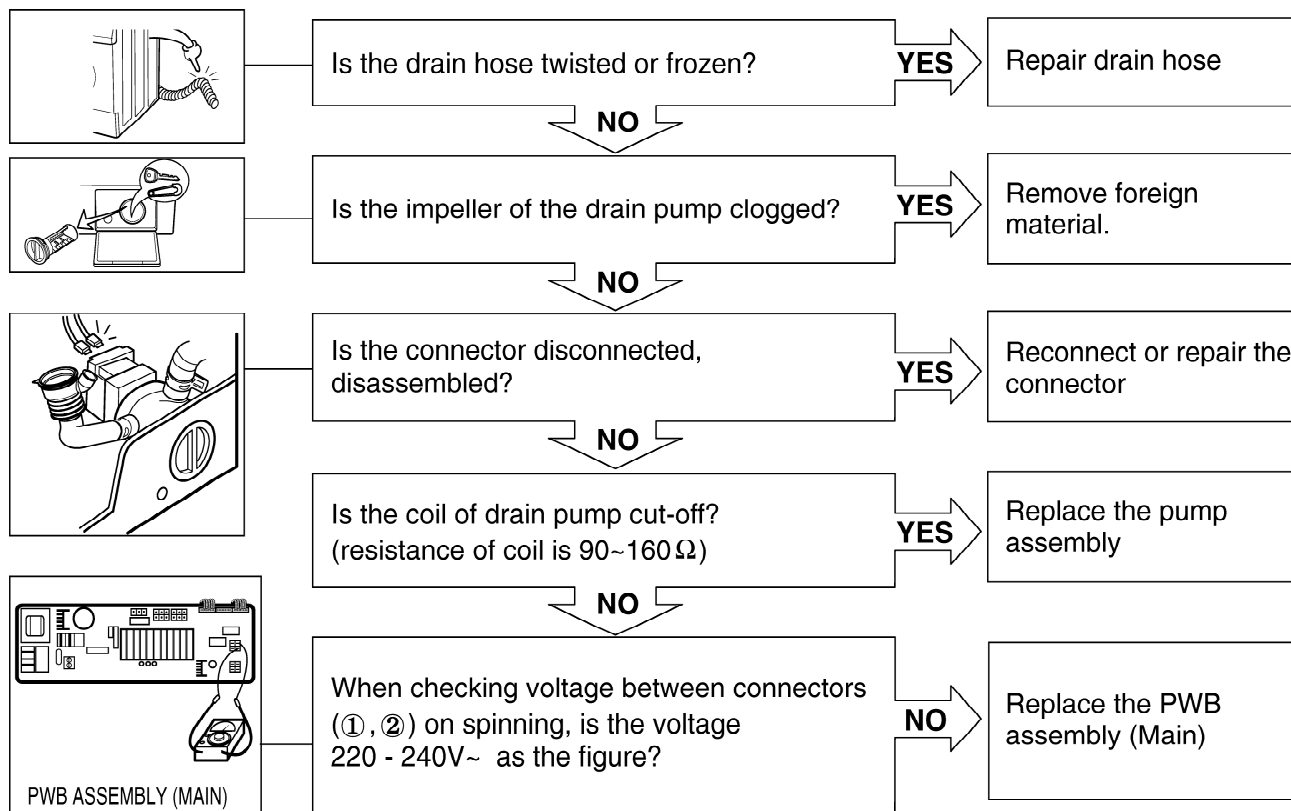 Is the drain hose twisted or frozen?
YES
Repair drain hose
NO
Is the impeller of the drain pump clogged?
YES
Remove foreign
material.
NO
Is the connector disconnected,
disassembled?
YES
Reconnect or repair the
connector
NO
Is the coil of drain pump cut-off?
(resistance of coil is 90~160Ω)
YES
Replace the pump
assembly
NO
When checking voltage between connectors
(①,②) on spinning, is the voltage
220 - 240V~ as the figure?
NO
Replace the PWB
assembly (Main)
PWB ASSEMBLY (MAIN)